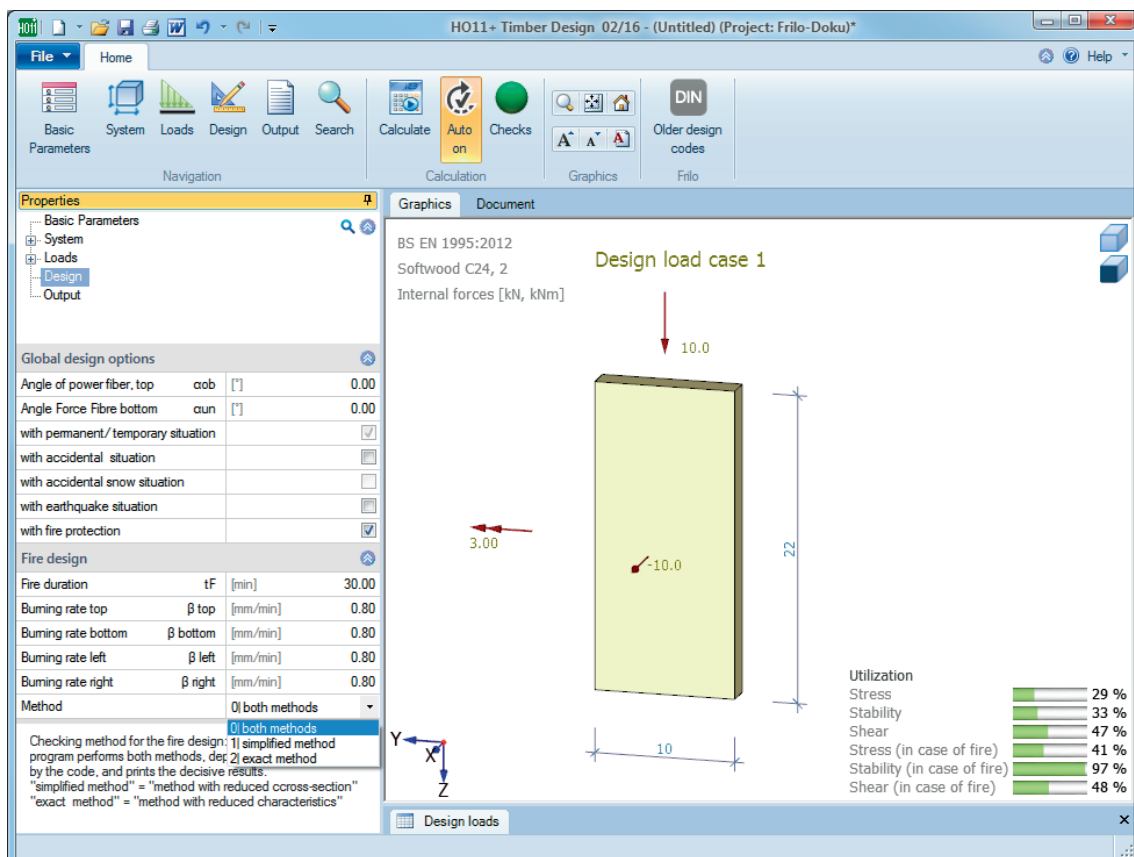 HO11
HO11+ Timber Design 02/16 - (Untitled) (Project: Frilo-Doku)*
File
Home
Help
Basic Parameters
System
Loads
Design
Output
Search
Calculate
Auto on
Checks
DIN
Older design codes
Navigation
Calculation
Graphics
Frilo
Properties
Basic Parameters
System
Loads
Design
Output
Global design options
Angle of power fiber, top αob [°] 0.00
Angle Force Fibre bottom αun [°] 0.00
with permanent/ temporary situation
with accidental situation
with accidental snow situation
with earthquake situation
with fire protection
Fire design
Fire duration tF [min] 30.00
Burning rate top β top [mm/min] 0.80
Burning rate bottom β bottom [mm/min] 0.80
Burning rate left β left [mm/min] 0.80
Burning rate right β right [mm/min] 0.80
Method 0| both methods
0| both methods
1| simplified method
2| exact method
Checking method for the fire design:
program performs both methods, dep
by the code, and prints the decisive results.
"simplified method" = "method with reduced ccross-section"
"exact method" = "method with reduced characteristics"
Graphics
Document
BS EN 1995:2012
Softwood C24, 2
Internal forces [kN, kNm]
Design load case 1
10.0
3.00
-10.0
22
10
Y
X
Z
Utilization
Stress 29 %
Stability 33 %
Shear 47 %
Stress (in case of fire) 41 %
Stability (in case of fire) 97 %
Shear (in case of fire) 48 %
Design loads